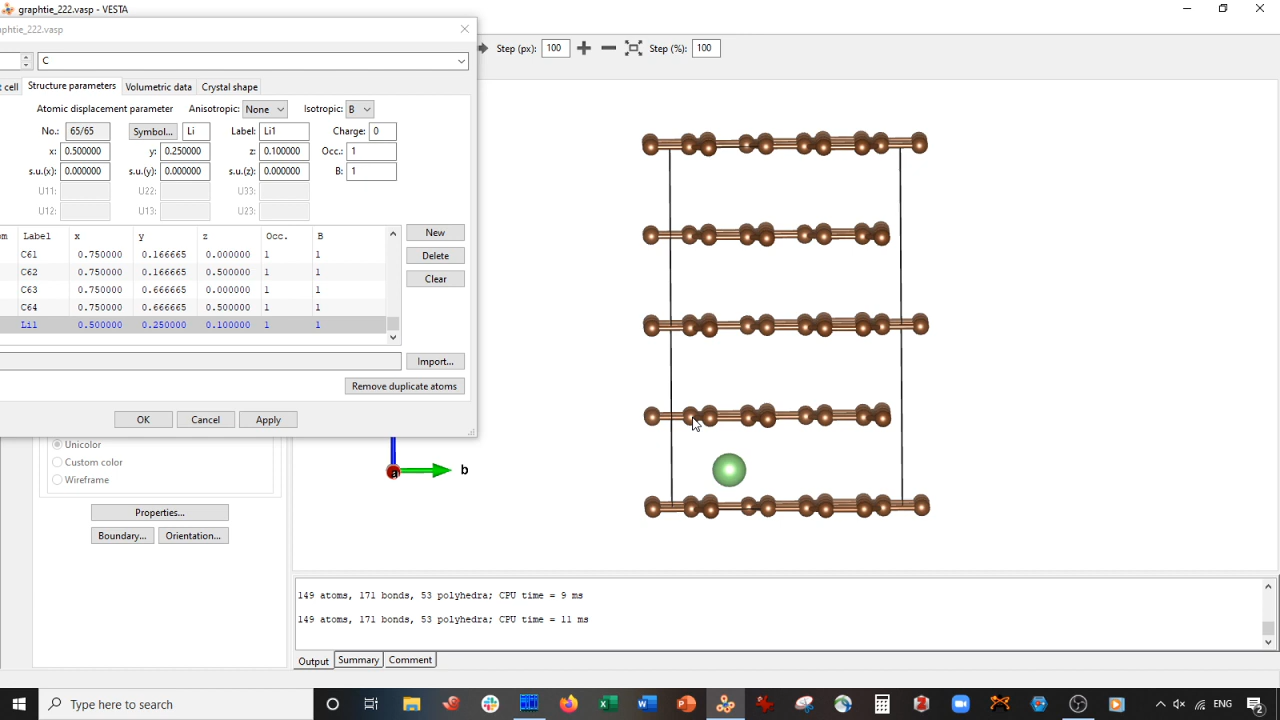 graphtie_222.vasp - VESTA
phtie_222.vasp
C
Step (px): 100 Step (%): 100
t cell Structure parameters Volumetric data Crystal shape
Atomic displacement parameter Anisotropic: None Isotropic: B
No.: 65/65 Symbol... Li Label: Li1 Charge: 0
x: 0.500000 y: 0.250000 z: 0.100000 Occ.: 1
s.u.(x): 0.000000 s.u.(y): 0.000000 s.u.(z): 0.000000 B: 1
U11: U22: U33:
U12: U13: U23:
om Label x y z Occ. B New
C61 0.750000 0.166665 0.000000 1 1 Delete
C62 0.750000 0.166665 0.500000 1 1
C63 0.750000 0.666665 0.000000 1 1 Clear
C64 0.750000 0.666665 0.500000 1 1
Li1 0.500000 0.250000 0.100000 1 1
Import...
Remove duplicate atoms
OK Cancel Apply
Unicolor
Custom color
Wireframe
Properties...
Boundary... Orientation...
a b
149 atoms, 171 bonds, 53 polyhedra; CPU time = 9 ms
149 atoms, 171 bonds, 53 polyhedra; CPU time = 11 ms
Output Summary Comment
Type here to search
ENG
2